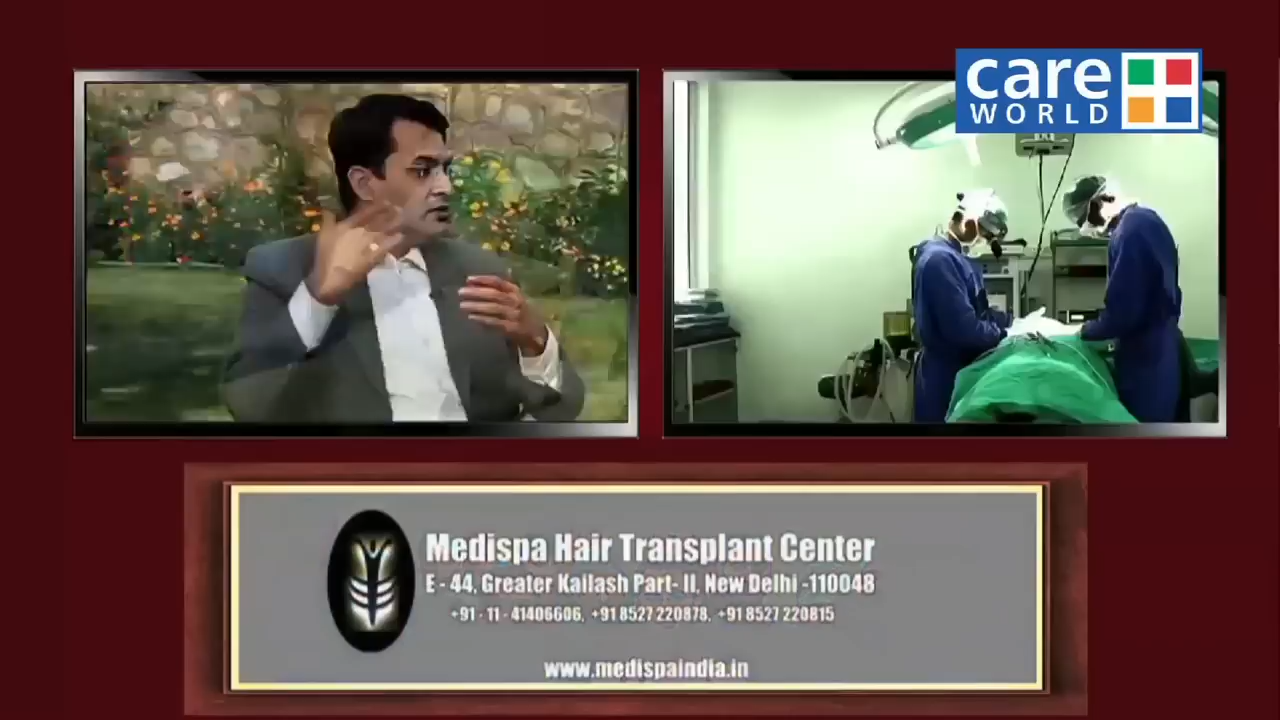 care
WORLD
Medispa Hair Transplant Center
E - 44, Greater Kailash Part- II, New Delhi -110048
+91 - 11 - 41406606, +91 8527 220878, +91 8527 220815
www.medispaindia.in